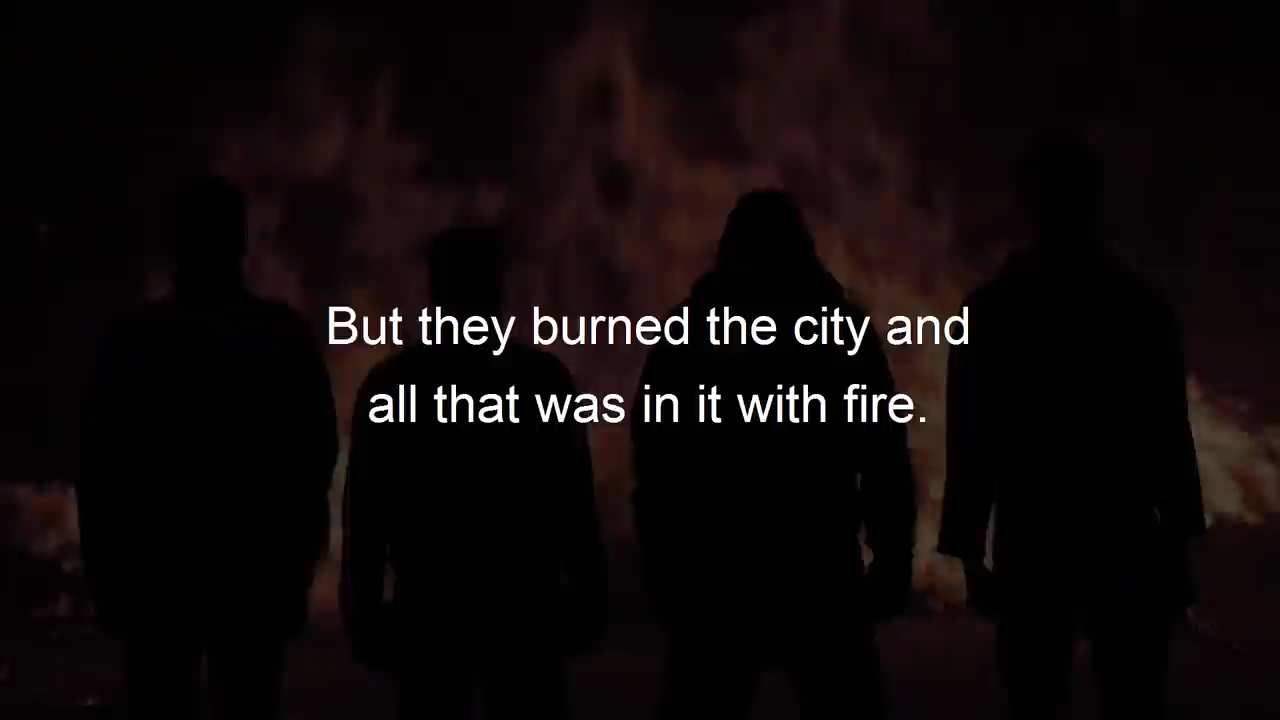 But they burned the city and
all that was in it with fire.